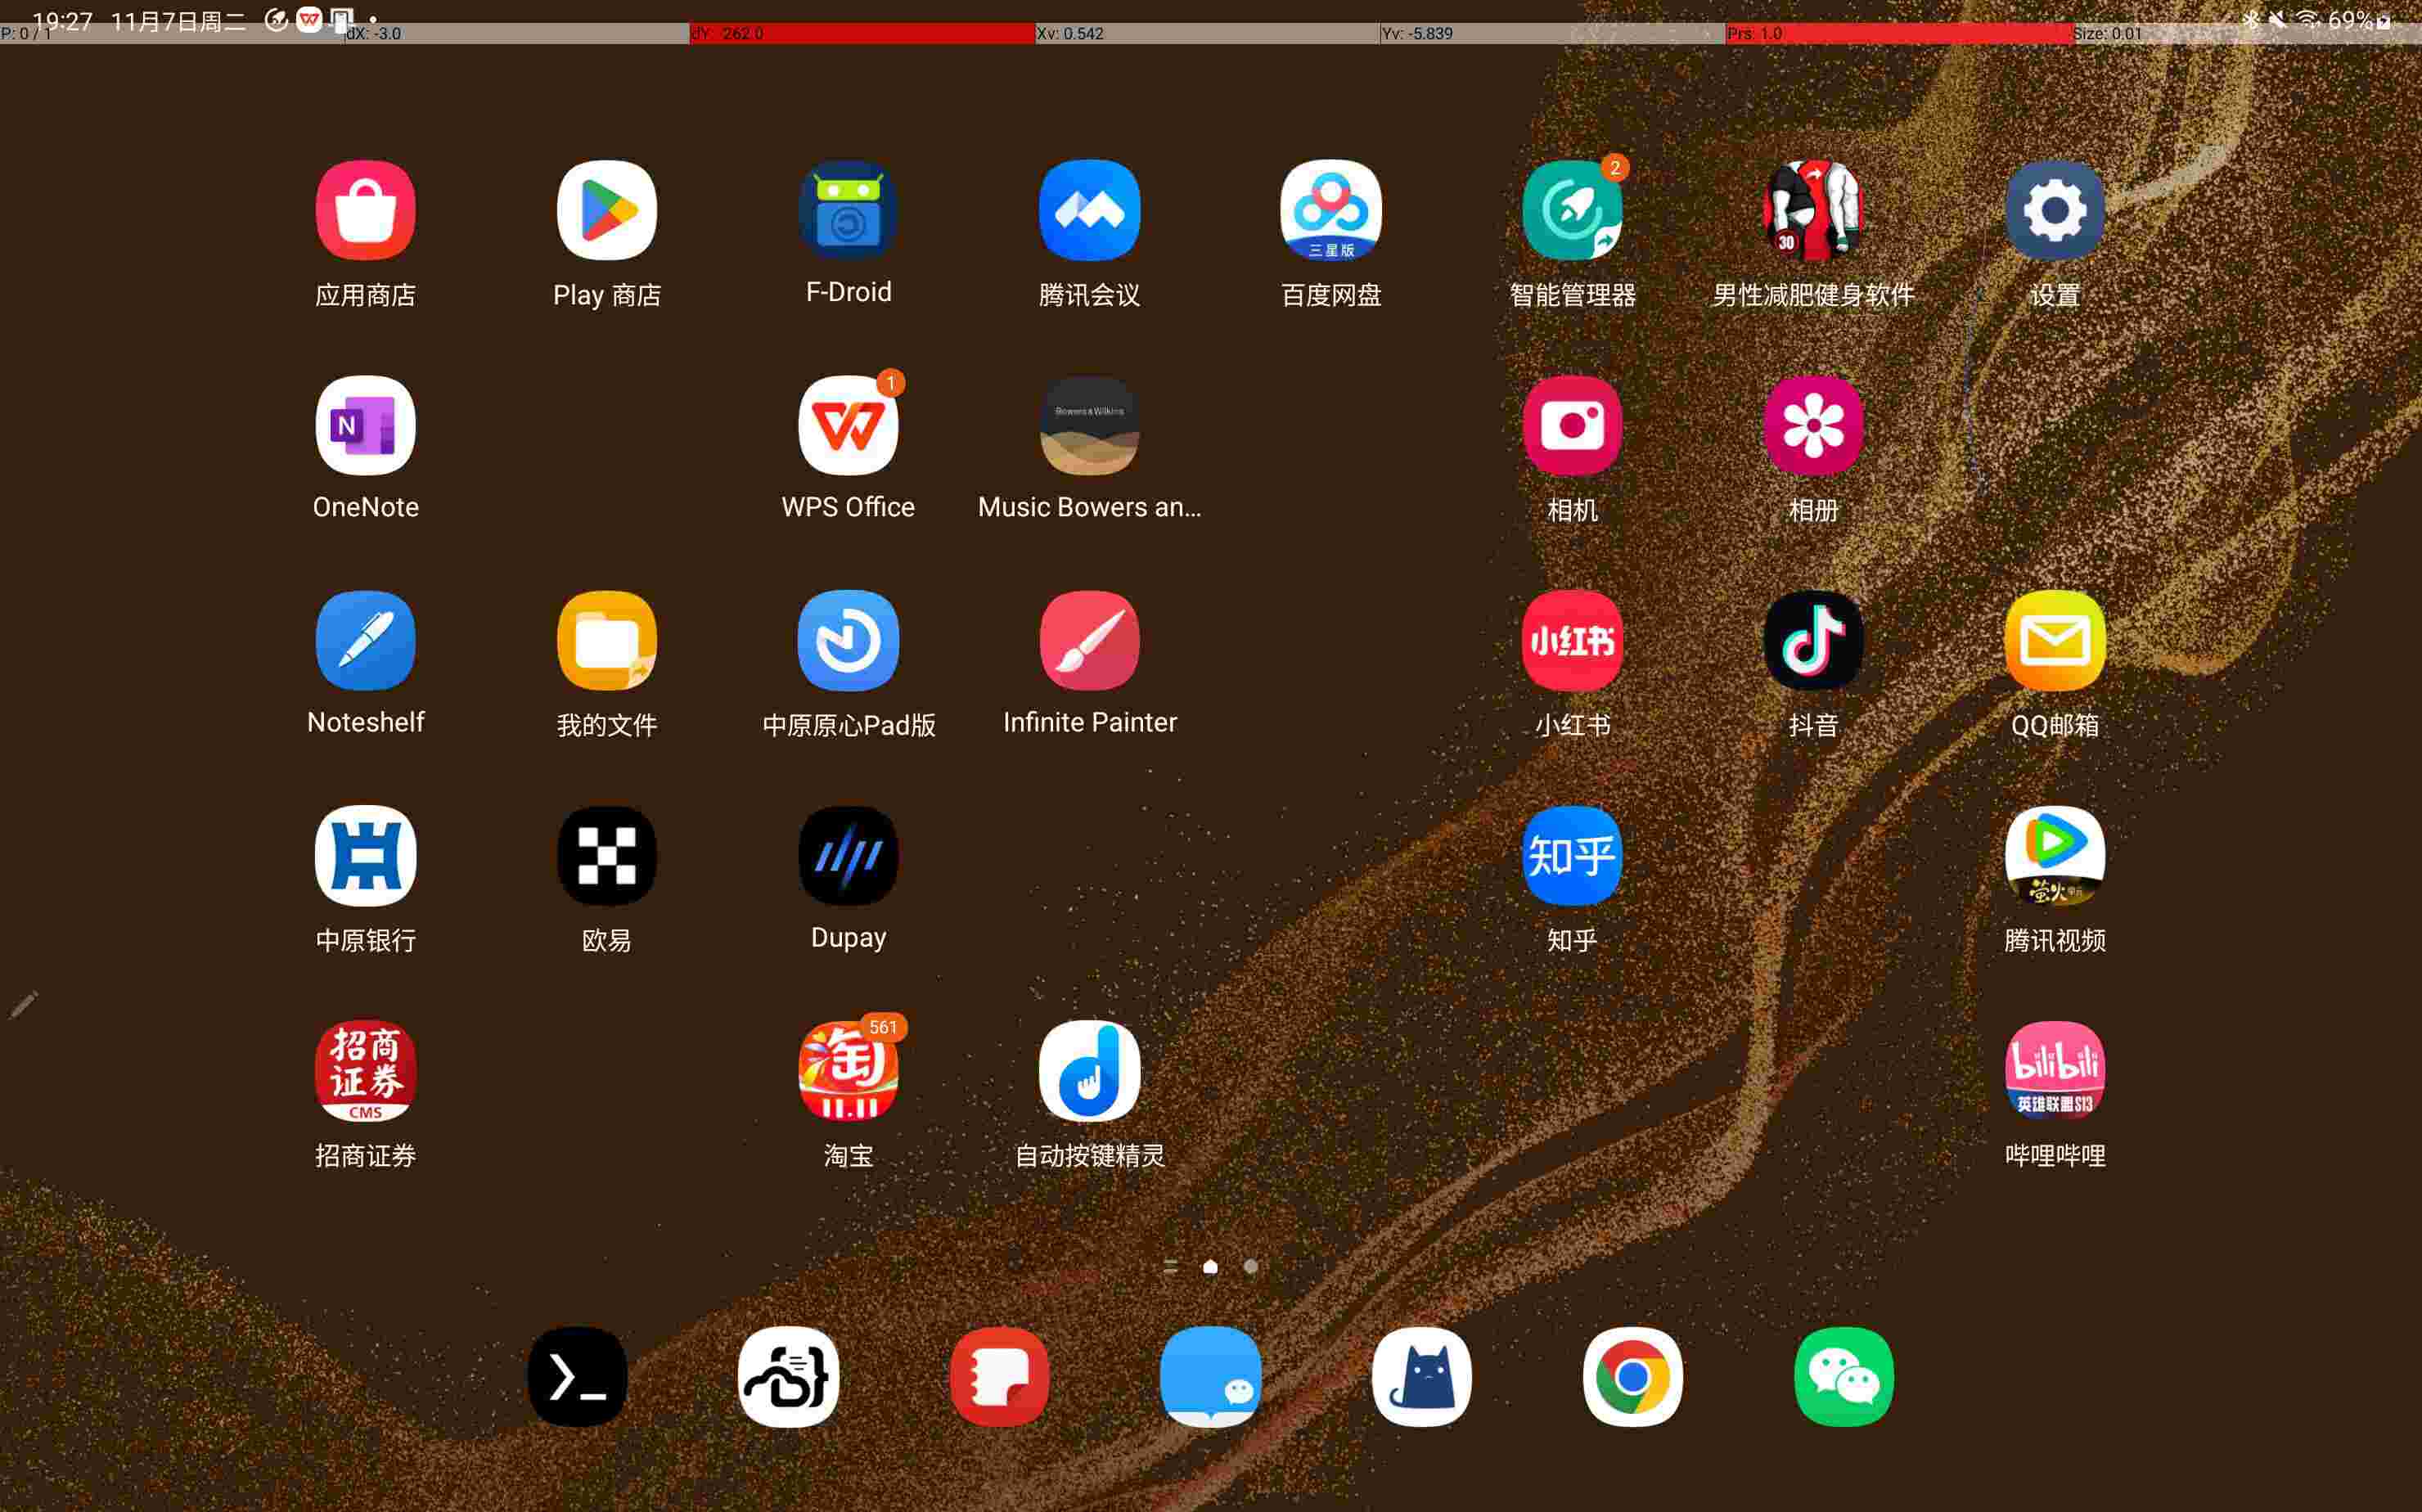 19:27 11月7日周二 69%
P: 0 / 1 dX: -3.0 dY: 262.0 Xv: 0.542 Yv: -5.839 Prs: 1.0 Size: 0.01
三星版
2
30
应用商店 Play 商店 F-Droid 腾讯会议 百度网盘 智能管理器 男性减肥健身软件 设置
N
1
Bowers & Wilkins
OneNote WPS Office Music Bowers an... 相机 相册
小红书
Noteshelf 我的文件 中原原心Pad版 Infinite Painter 小红书 抖音 QQ邮箱
知乎
萤火
中原银行 欧易 Dupay 知乎 腾讯视频
招商
证券
CMS
561
淘
11.11
bilibili
英雄联盟S13
招商证券 淘宝 自动按键精灵 哔哩哔哩